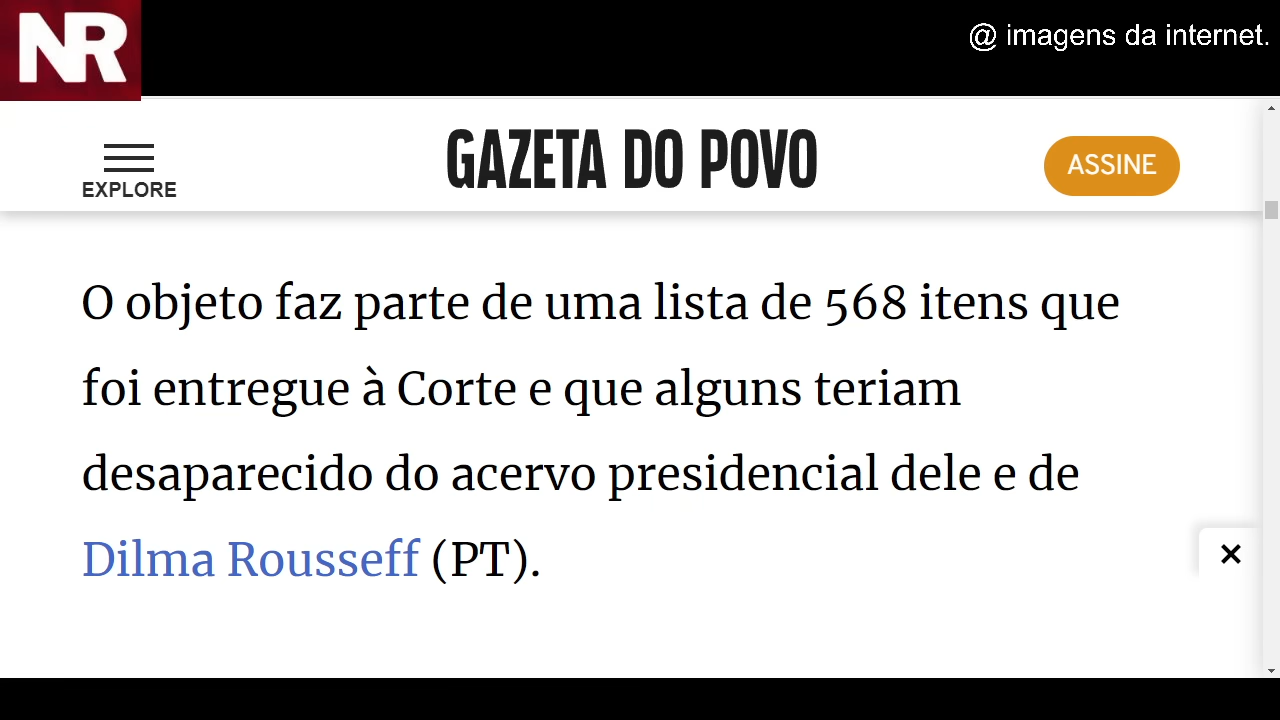 NR
@ imagens da internet.
EXPLORE
GAZETA DO POVO
ASSINE
O objeto faz parte de uma lista de 568 itens que
foi entregue à Corte e que alguns teriam
desaparecido do acervo presidencial dele e de
Dilma Rousseff (PT).